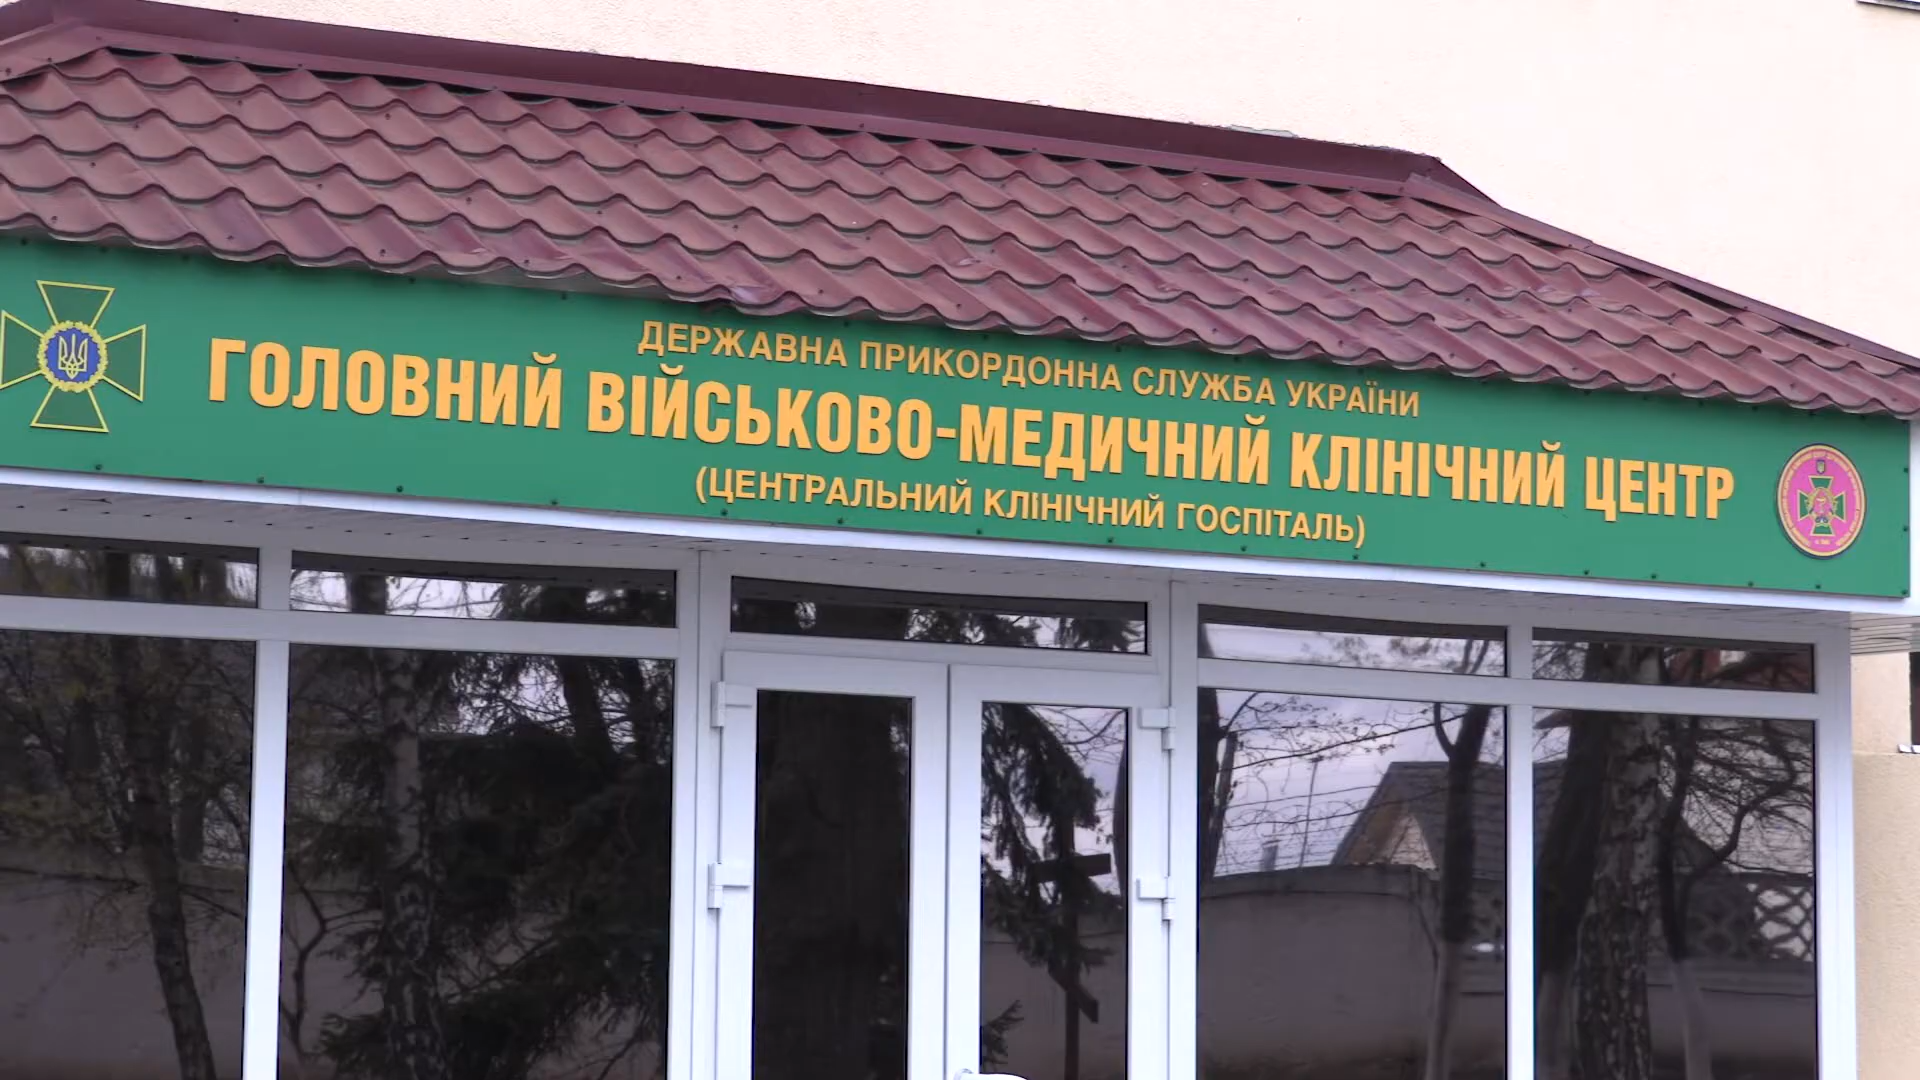 ДЕРЖАВНА ПРИКОРДОННА СЛУЖБА УКРАЇНИ
ГОЛОВНИЙ ВІЙСЬКОВО-МЕДИЧНИЙ КЛІНІЧНИЙ ЦЕНТР
(ЦЕНТРАЛЬНИЙ КЛІНІЧНИЙ ГОСПІТАЛЬ)